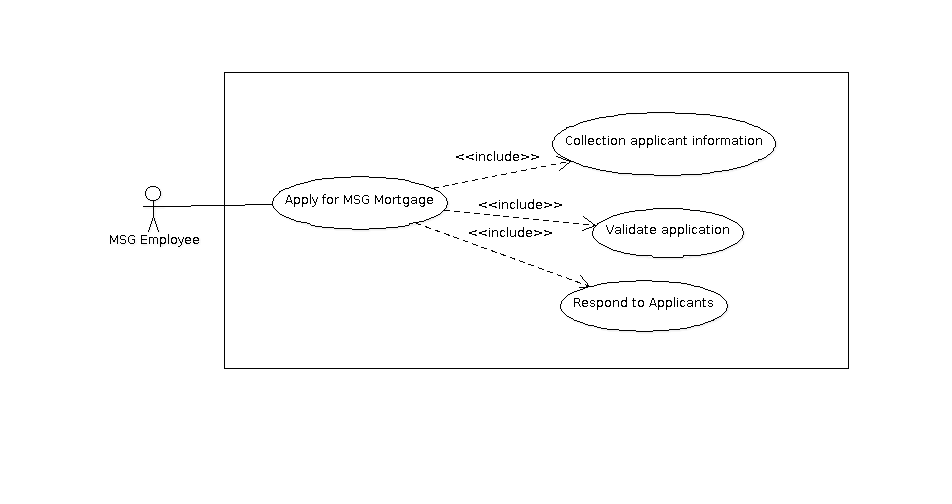 Collection applicant information
<<include>>
Apply for MSG Mortgage
<<include>>
Validate application
<<include>>
MSG Employee
Respond to Applicants